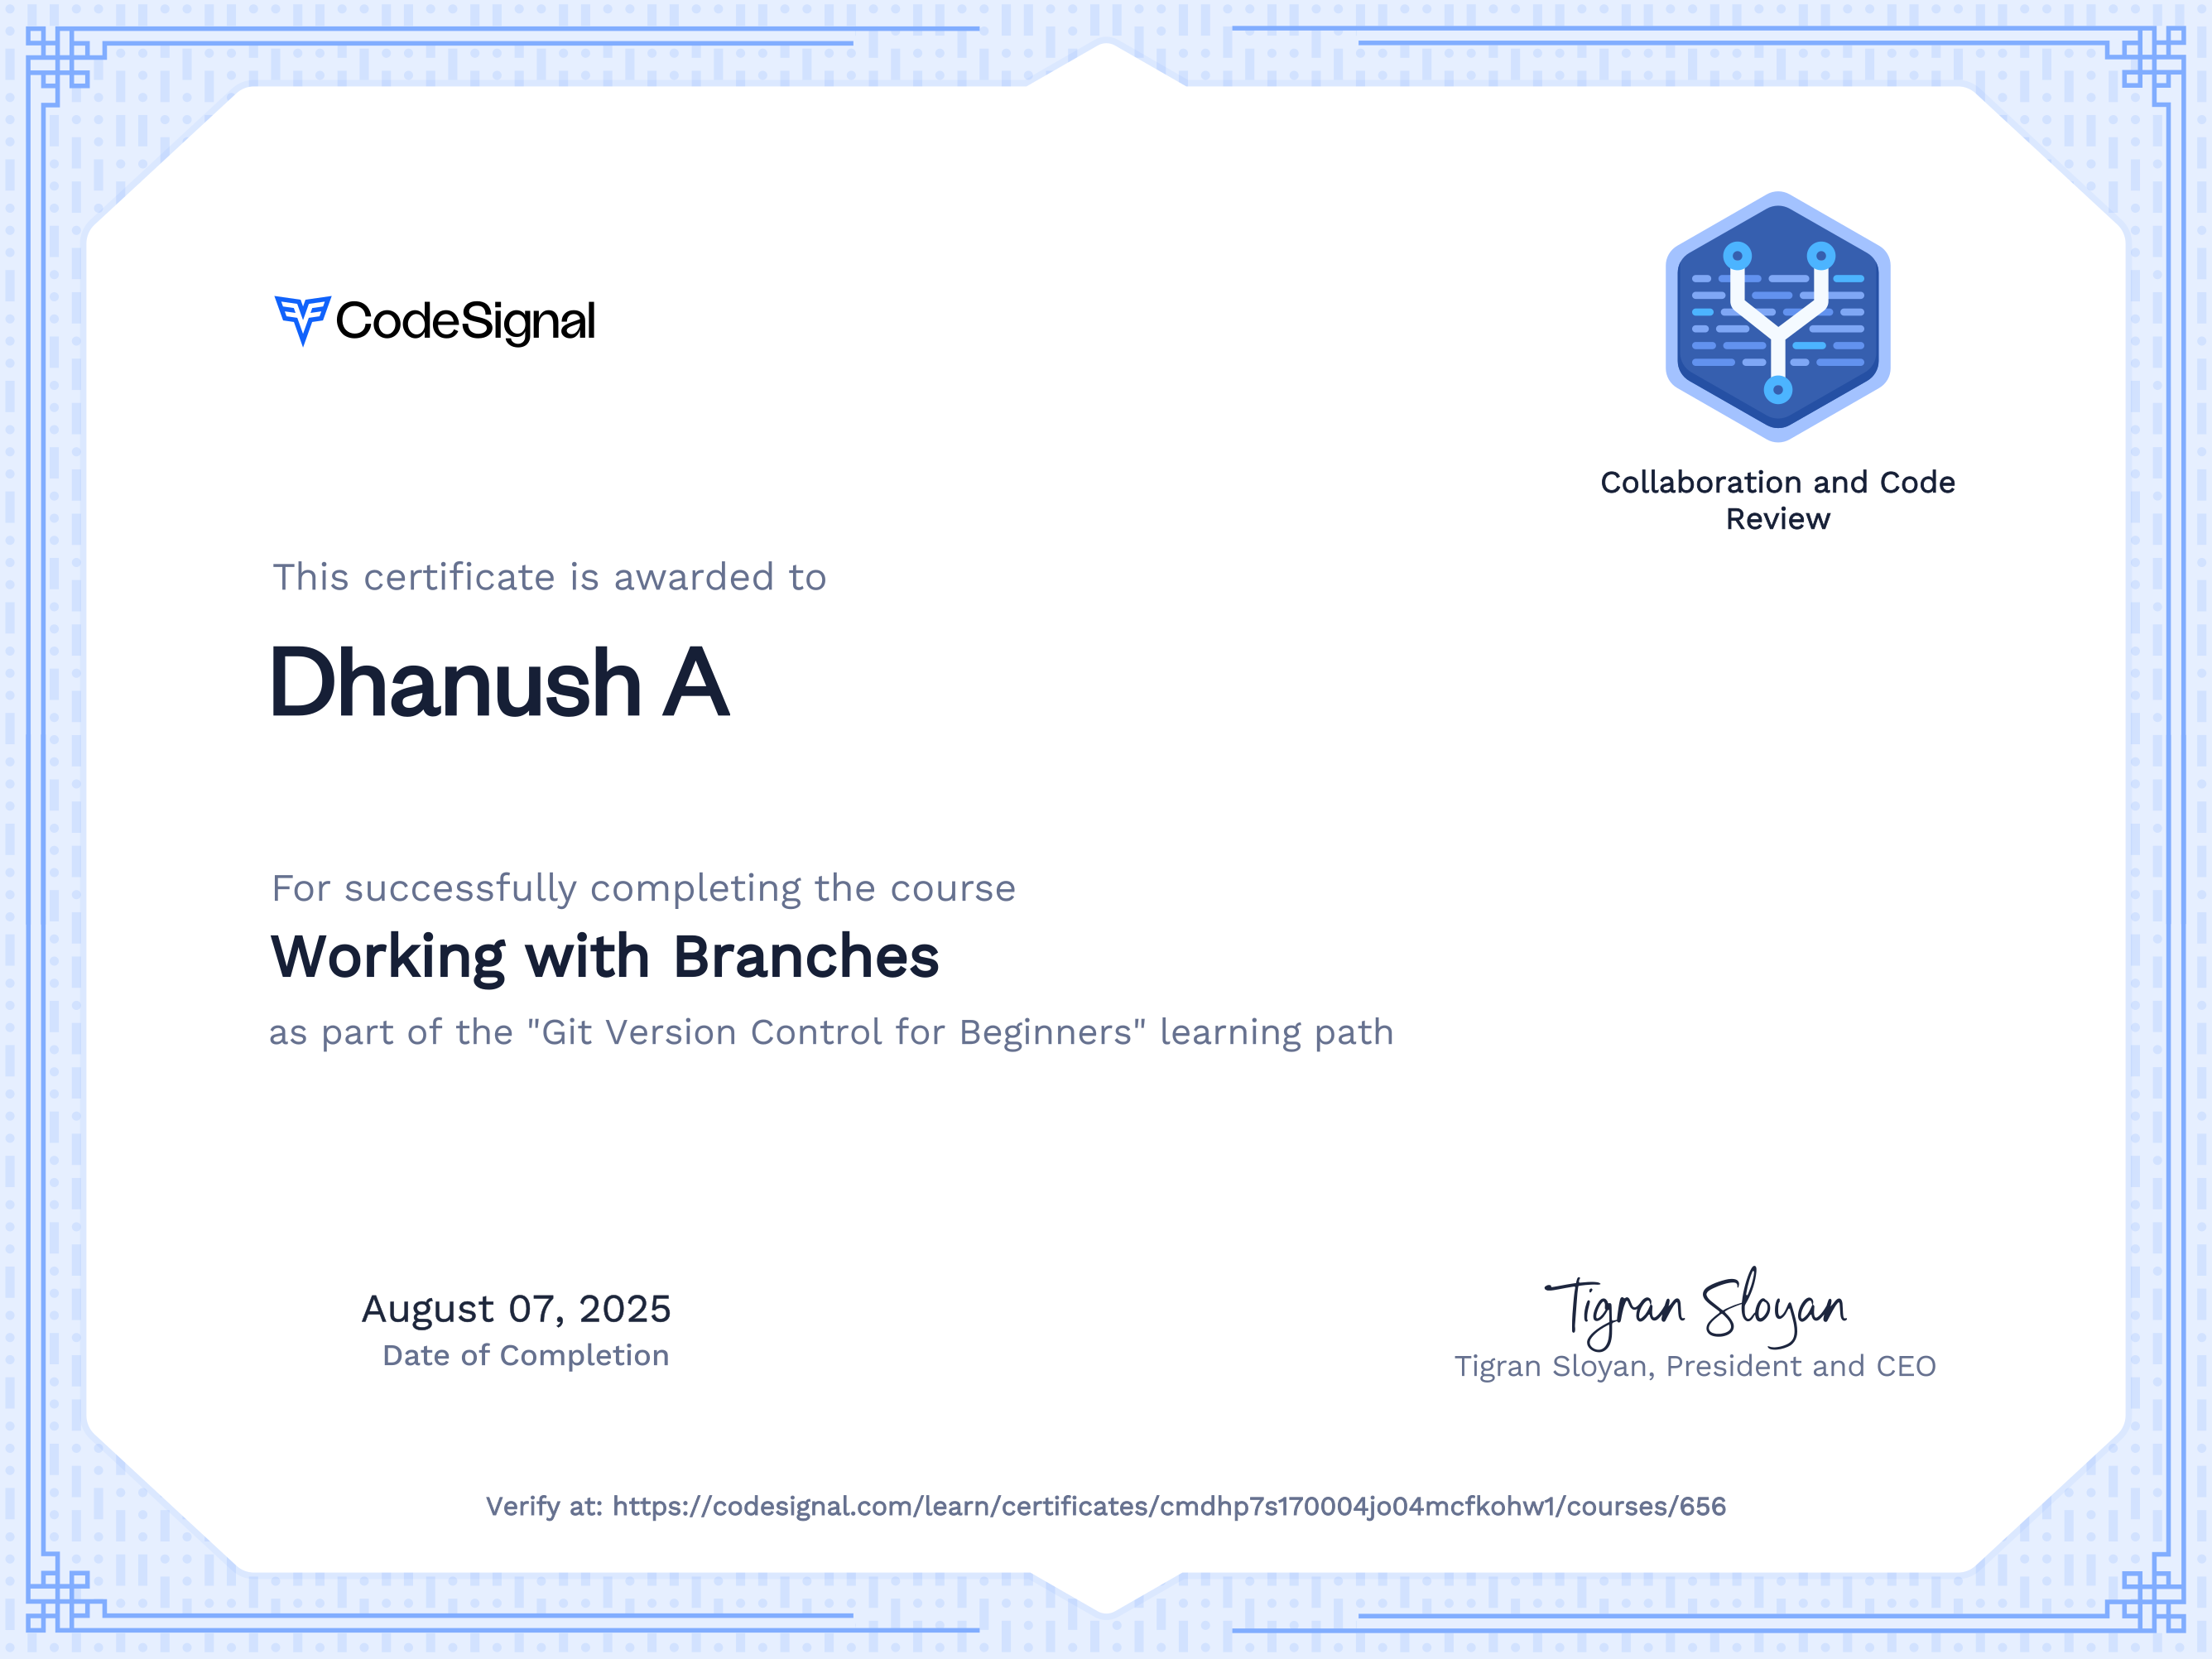 CodeSignal
Collaboration and Code
Review
This certificate is awarded to
Dhanush A
For successfully completing the course
Working with Branches
as part of the "Git Version Control for Beginners" learning path
August 07, 2025
Date of Completion
Tigran Sloyan
Tigran Sloyan, President and CEO
Verify at: https://codesignal.com/learn/certificates/cmdhp7s170004jo04mcfkohw1/courses/656